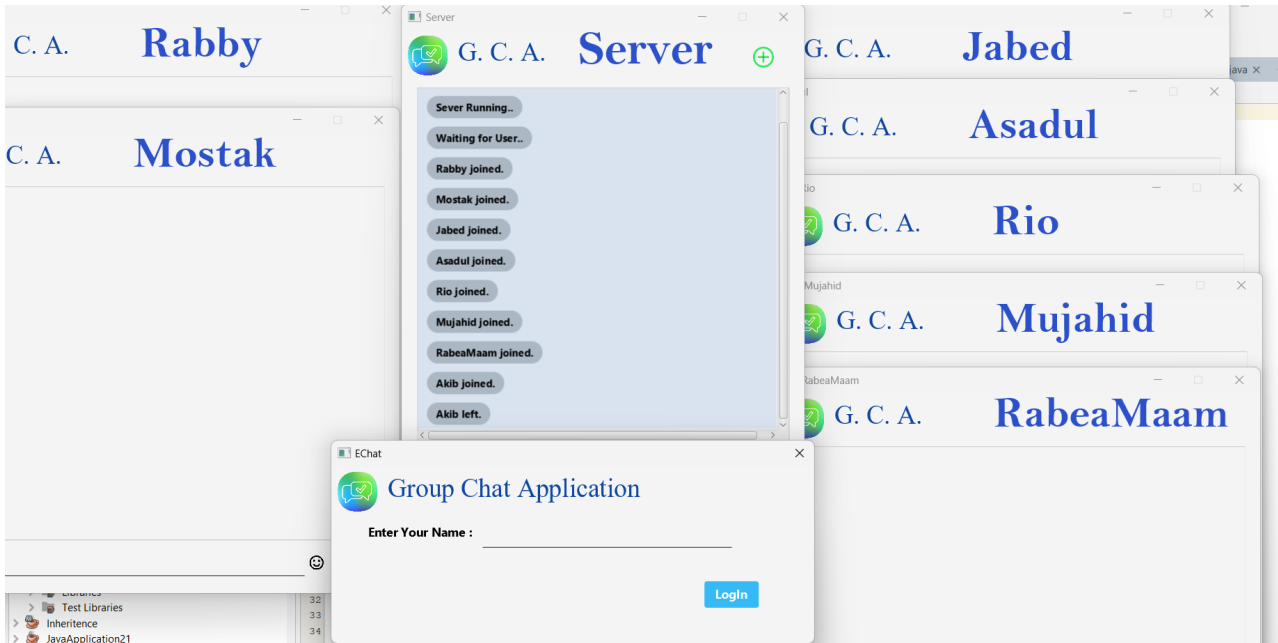 C. A. Rabby
C. A. Mostak
Libraries
Test Libraries
Inheritence
JavaApplication21
32
33
34
Server
G. C. A. Server
Sever Running..
Waiting for User..
Rabby joined.
Mostak joined.
Jabed joined.
Asadul joined.
Rio joined.
Mujahid joined.
RabeaMaam joined.
Akib joined.
Akib left.
EChat
Group Chat Application
Enter Your Name :
LogIn
G. C. A. Jabed
java
G. C. A. Asadul
G. C. A. Rio
Mujahid
G. C. A. Mujahid
RabeaMaam
G. C. A. RabeaMaam